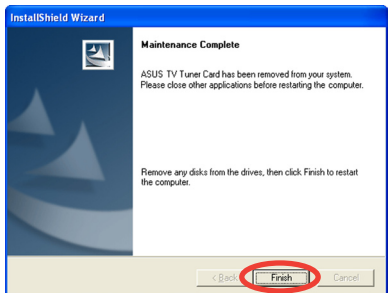 InstallShield Wizard
Maintenance Complete
ASUS TV Tuner Card has been removed from your system.
Please close other applications before restarting the computer.
Remove any disks from the drives, then click Finish to restart
the computer.
< Back
Finish
Cancel